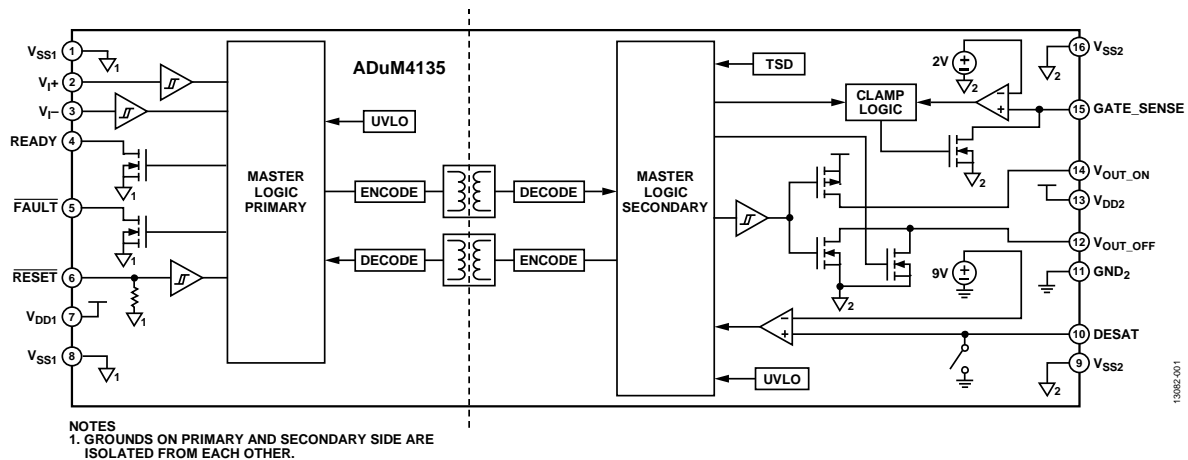 ADuM4135
1
VSS1
1
2
VI+
3
VI−
4
READY
1
5
FAULT
1
6
RESET
1
7
VDD1
8
VSS1
1
MASTER
LOGIC
PRIMARY
UVLO
ENCODE
DECODE
DECODE
ENCODE
MASTER
LOGIC
SECONDARY
TSD
CLAMP
LOGIC
2V
2
2
2
16
VSS2
15
GATE_SENSE
14
VOUT_ON
13
VDD2
12
VOUT_OFF
11
GND2
9V
2
10
DESAT
9
VSS2
2
UVLO
NOTES
1. GROUNDS ON PRIMARY AND SECONDARY SIDE ARE
ISOLATED FROM EACH OTHER.
13082-001